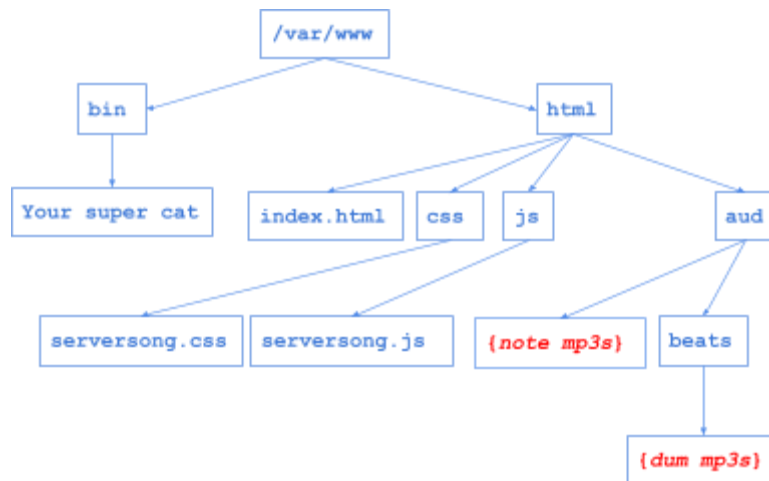 /var/www
bin
html
Your super cat
index.html
css
js
aud
serversong.css
serversong.js
{note mp3s}
beats
{dum mp3s}